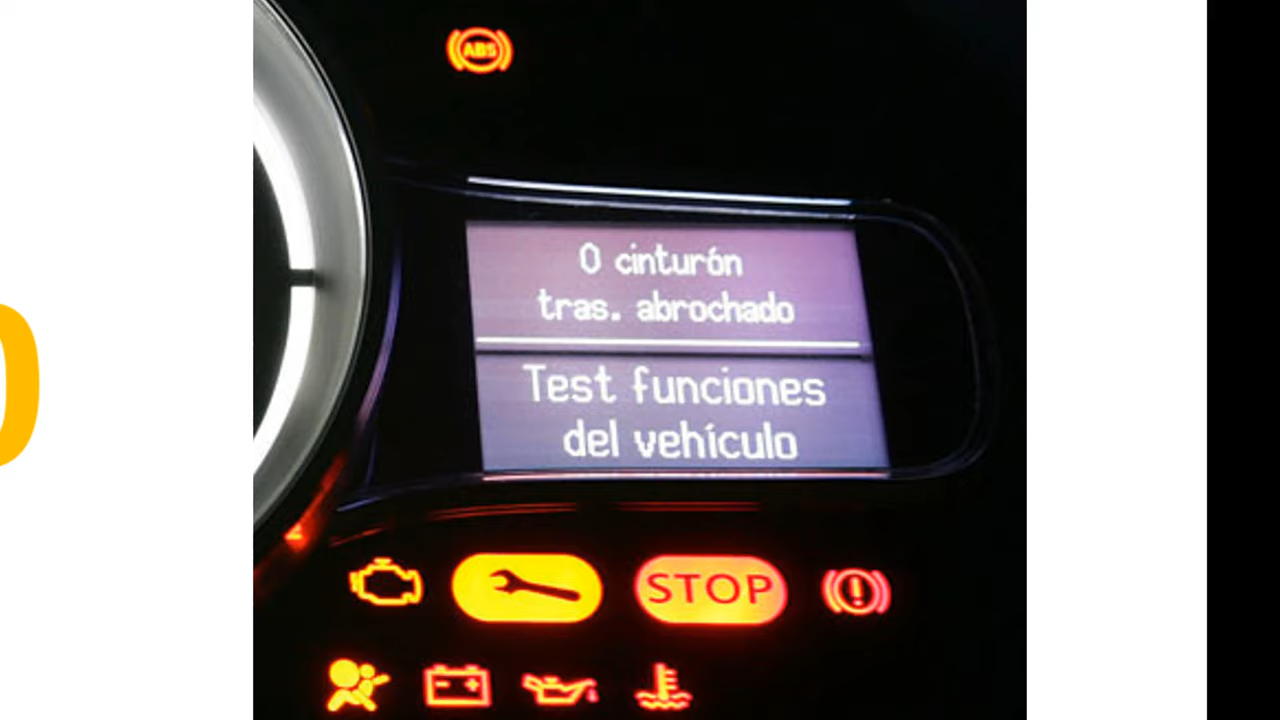 ABS
0 cinturón
tras. abrochado
Test funciones
del vehículo
STOP